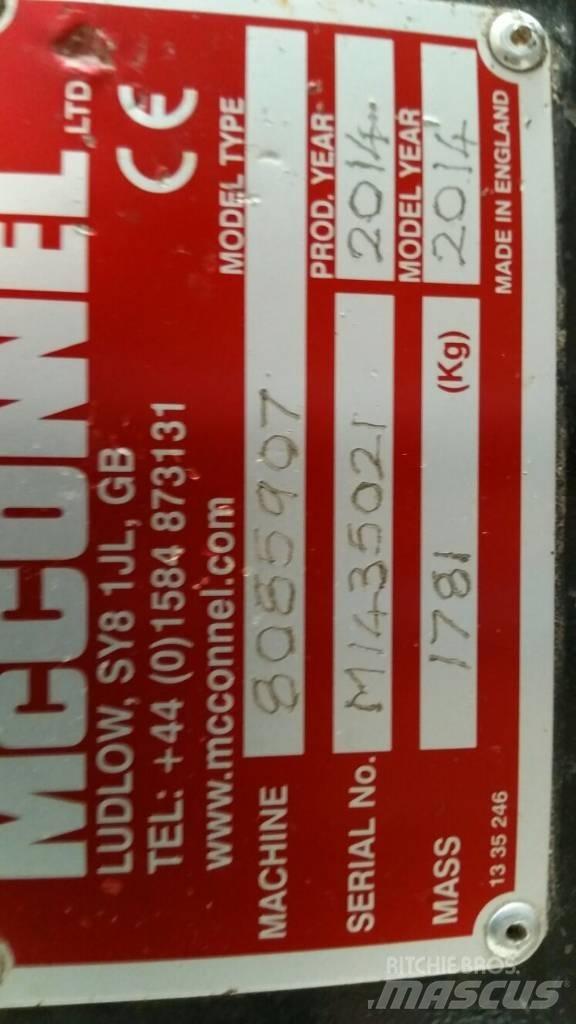 McCONNEL LTD
LUDLOW, SY8 1JL, GB
TEL: +44 (0)1584 873131
www.mcconnel.com
CE
MODEL TYPE
MACHINE 8085907
PROD. YEAR
SERIAL No. M1435021 2014
MODEL YEAR
MASS 1781 (Kg) 2014
13 35 246 MADE IN ENGLAND
RITCHIE BROS.
MASCUS